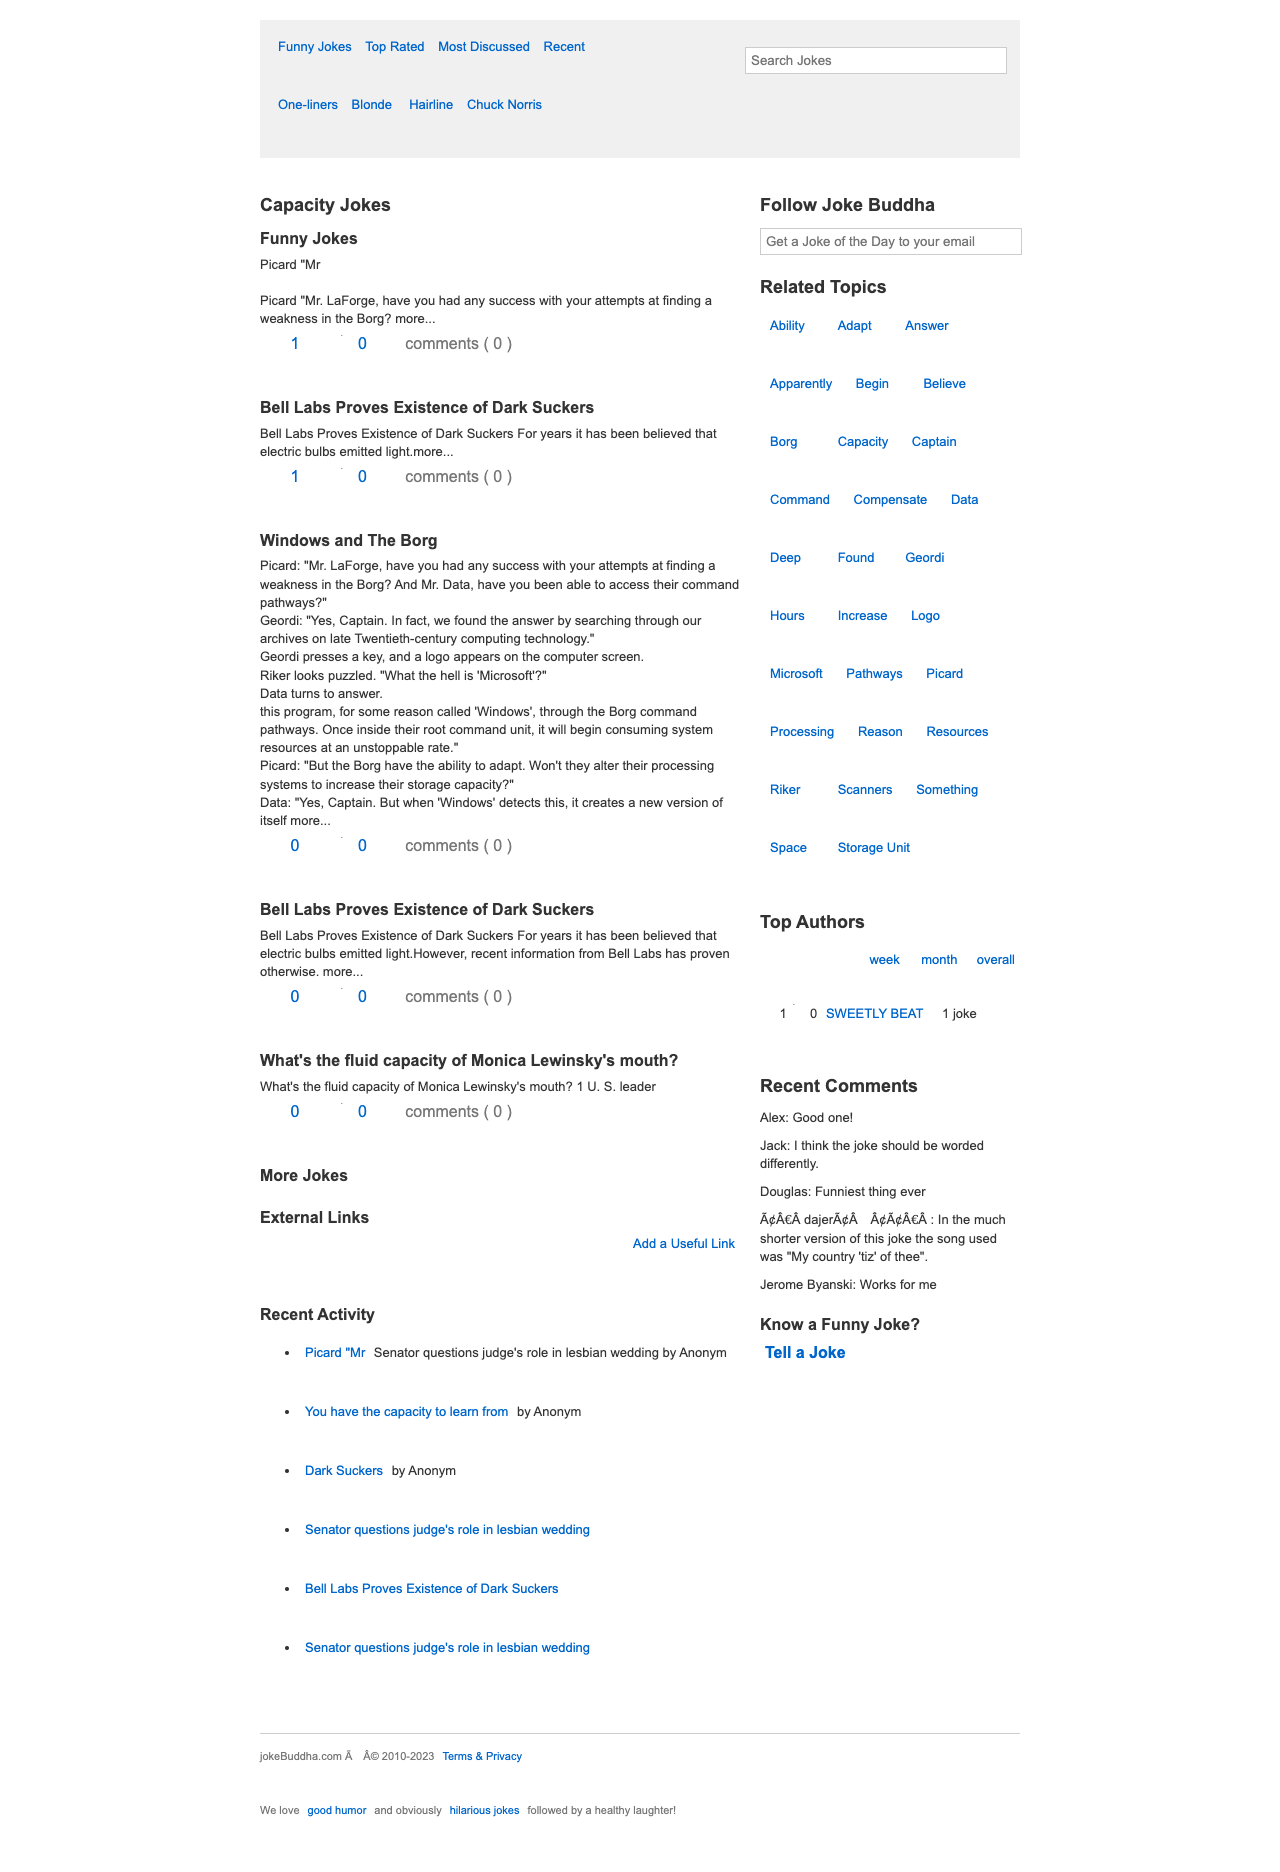 Funny Jokes Top Rated Most Discussed Recent
Search Jokes
One-liners Blonde Hairline Chuck Norris
Capacity Jokes
Funny Jokes
Picard "Mr
Picard "Mr. LaForge, have you had any success with your attempts at finding a
weakness in the Borg? more...
1 0 comments ( 0 )
Bell Labs Proves Existence of Dark Suckers
Bell Labs Proves Existence of Dark Suckers For years it has been believed that
electric bulbs emitted light.more...
1 0 comments ( 0 )
Windows and The Borg
Picard: "Mr. LaForge, have you had any success with your attempts at finding a
weakness in the Borg? And Mr. Data, have you been able to access their command
pathways?"
Geordi: "Yes, Captain. In fact, we found the answer by searching through our
archives on late Twentieth-century computing technology."
Geordi presses a key, and a logo appears on the computer screen.
Riker looks puzzled. "What the hell is 'Microsoft'?"
Data turns to answer.
this program, for some reason called 'Windows', through the Borg command
pathways. Once inside their root command unit, it will begin consuming system
resources at an unstoppable rate."
Picard: "But the Borg have the ability to adapt. Won't they alter their processing
systems to increase their storage capacity?"
Data: "Yes, Captain. But when 'Windows' detects this, it creates a new version of
itself more...
0 0 comments ( 0 )
Bell Labs Proves Existence of Dark Suckers
Bell Labs Proves Existence of Dark Suckers For years it has been believed that
electric bulbs emitted light.However, recent information from Bell Labs has proven
otherwise. more...
0 0 comments ( 0 )
What's the fluid capacity of Monica Lewinsky's mouth?
What's the fluid capacity of Monica Lewinsky's mouth? 1 U. S. leader
0 0 comments ( 0 )
More Jokes
External Links
Add a Useful Link
Recent Activity
• Picard "Mr Senator questions judge's role in lesbian wedding by Anonym
• You have the capacity to learn from by Anonym
• Dark Suckers by Anonym
• Senator questions judge's role in lesbian wedding
• Bell Labs Proves Existence of Dark Suckers
• Senator questions judge's role in lesbian wedding
Follow Joke Buddha
Get a Joke of the Day to your email
Related Topics
Ability Adapt Answer
Apparently Begin Believe
Borg Capacity Captain
Command Compensate Data
Deep Found Geordi
Hours Increase Logo
Microsoft Pathways Picard
Processing Reason Resources
Riker Scanners Something
Space Storage Unit
Top Authors
week month overall
1 0 SWEETLY BEAT 1 joke
Recent Comments
Alex: Good one!
Jack: I think the joke should be worded
differently.
Douglas: Funniest thing ever
Ã¢Â€Â dajerÃ¢Â Â¢Ã¢Â€Â : In the much
shorter version of this joke the song used
was "My country 'tiz' of thee".
Jerome Byanski: Works for me
Know a Funny Joke?
Tell a Joke
jokeBuddha.com Ã Â© 2010-2023 Terms & Privacy
We love good humor and obviously hilarious jokes followed by a healthy laughter!